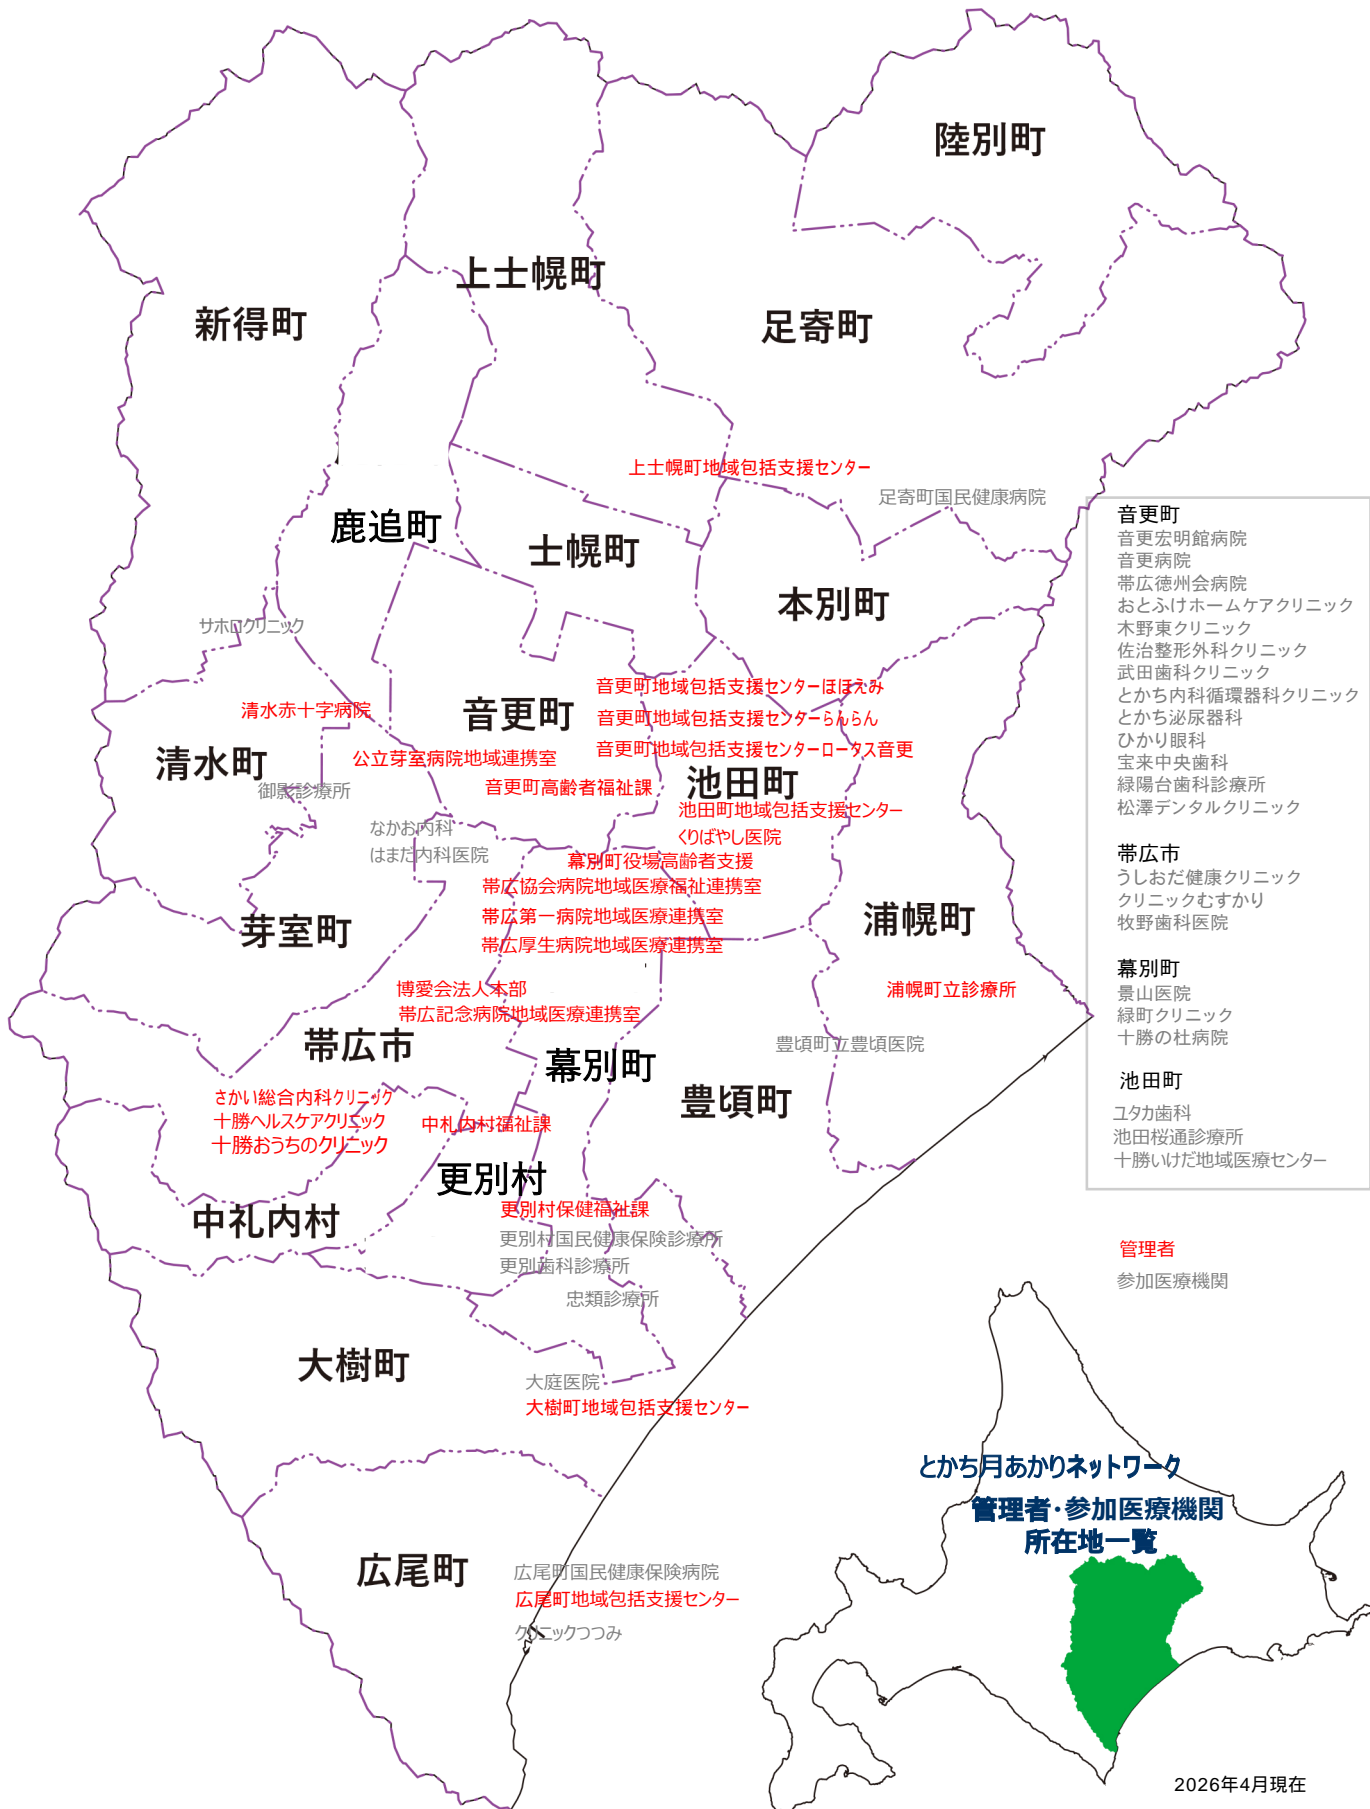 陸別町
上士幌町
新得町
足寄町
上士幌町地域包括支援センター
足寄町国民健康病院
鹿追町
士幌町
本別町
サホロクリニック
音更町地域包括支援センターほほえみ
清水赤十字病院
音更町
音更町地域包括支援センターらんらん
音更町地域包括支援センターロータス音更
清水町
公立芽室病院地域連携室
池田町
御影診療所
音更町高齢者福祉課
池田町地域包括支援センター
なかお内科
くりばやし医院
はまだ内科医院
幕別町役場高齢者支援
帯広協会病院地域医療福祉連携室
帯広第一病院地域医療連携室
芽室町
浦幌町
帯広厚生病院地域医療連携室
博愛会法人本部
浦幌町立診療所
帯広記念病院地域医療連携室
帯広市
豊頃町立豊頃医院
幕別町
豊頃町
さかい総合内科クリニック
十勝ヘルスケアクリニック
中札内村福祉課
十勝おうちのクリニック
更別村
中札内村
更別村保健福祉課
更別村国民健康保険診療所
更別歯科診療所
忠類診療所
大樹町
大庭医院
大樹町地域包括支援センター
広尾町
広尾町国民健康保険病院
広尾町地域包括支援センター
クリニックつつみ
音更町
音更宏明館病院
音更病院
帯広徳州会病院
おとふけホームケアクリニック
木野東クリニック
佐治整形外科クリニック
武田歯科クリニック
とかち内科循環器科クリニック
とかち泌尿器科
ひかり眼科
宝来中央歯科
緑陽台歯科診療所
松澤デンタルクリニック
帯広市
うしおだ健康クリニック
クリニックむすかり
牧野歯科医院
幕別町
景山医院
緑町クリニック
十勝の杜病院
池田町
ユタカ歯科
池田桜通診療所
十勝いけだ地域医療センター
管理者
参加医療機関
とかち月あかりネットワーク
管理者・参加医療機関
所在地一覧
2026年4月現在